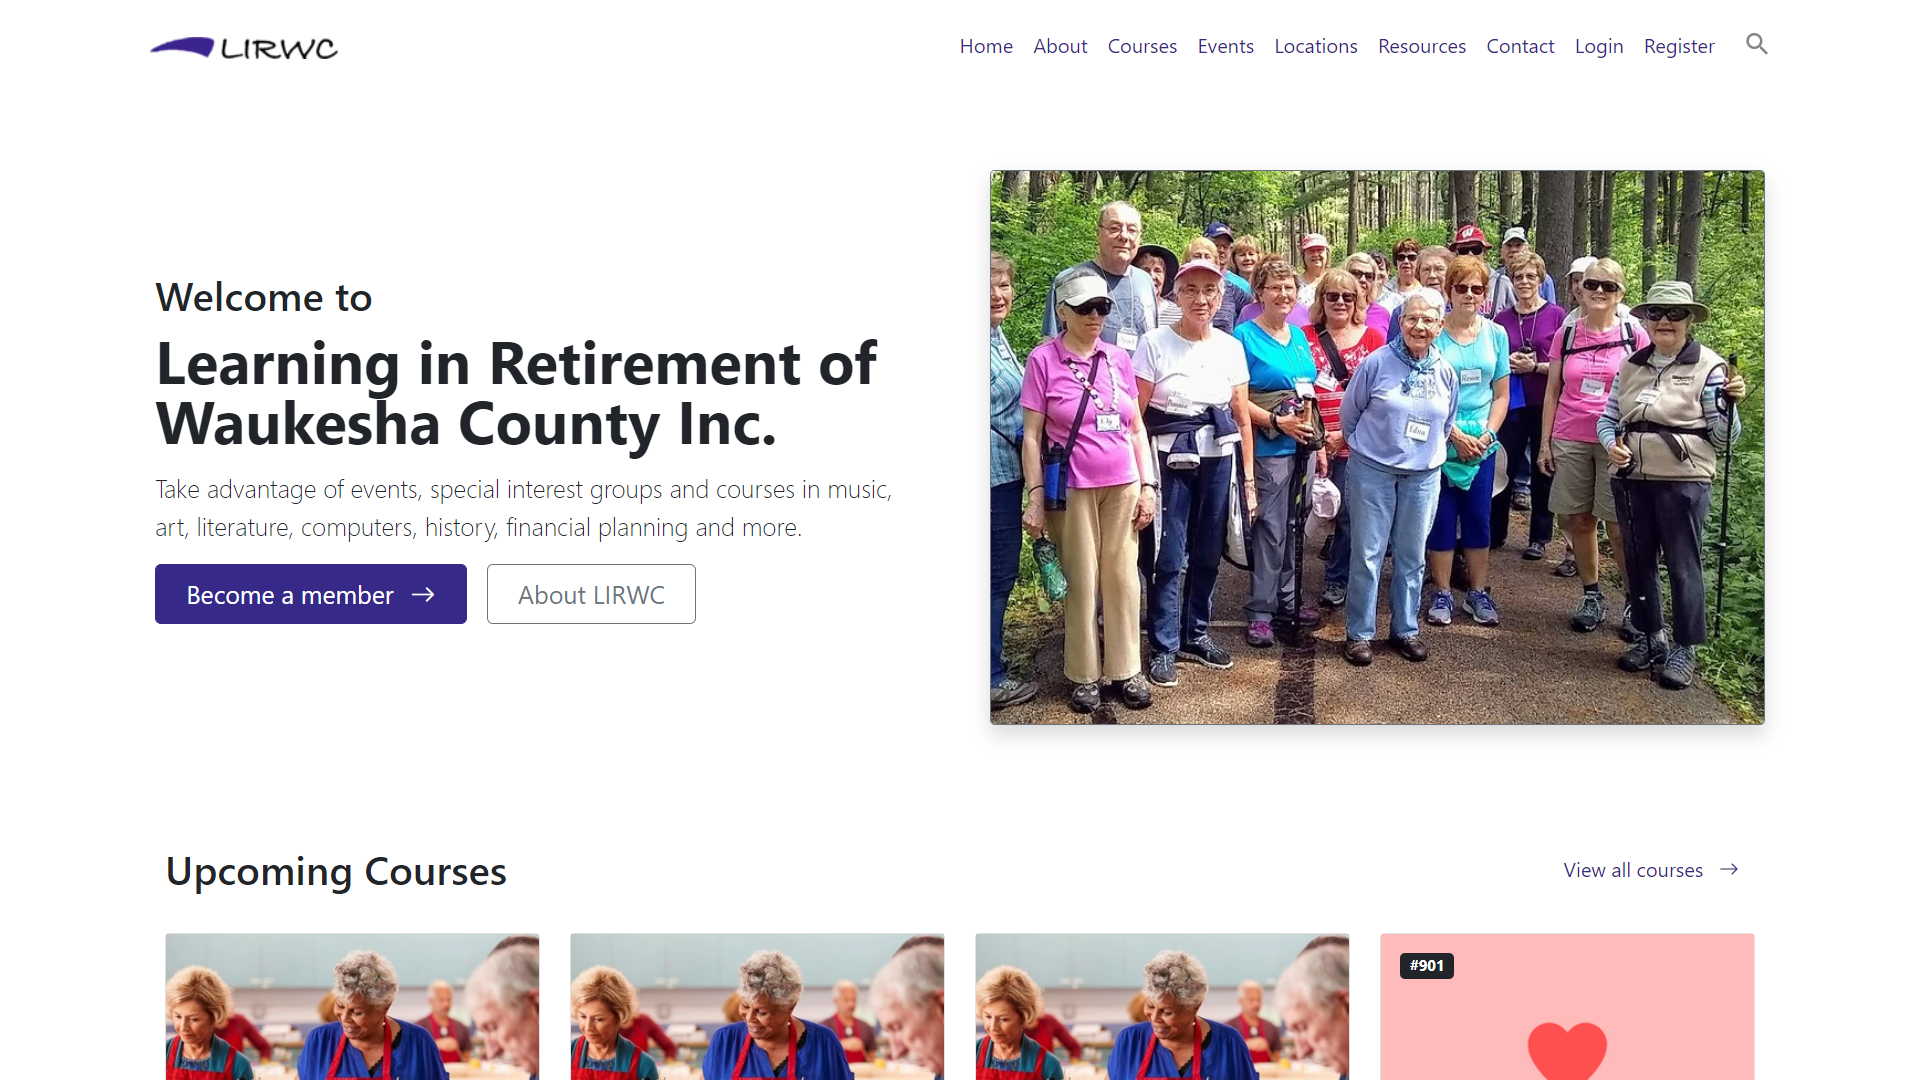 LIRWC
Home About Courses Events Locations Resources Contact Login Register
Welcome to
Learning in Retirement of
Waukesha County Inc.
Take advantage of events, special interest groups and courses in music,
art, literature, computers, history, financial planning and more.
Become a member
About LIRWC
Edna
Upcoming Courses
View all courses
#901